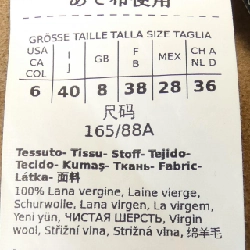 あて布使用
GRÖSSE TAILLE TALLA SIZE TAGLIA
USA CA COL I J GB F B MEX CH A NL D
6 40 8 38 28 36
尺码
165/88A
Tessuto- Tissu- Stoff- Tejido-
Tecido- Kumaş- Ткань- Fabric-
Látka- 面料
100% Lana vergine, Laine vierge,
Schurwolle, Lana virgen, La virgem,
Yeni yün, ЧИСТАЯ ШЕРСТЬ, Virgin
wool, Střižní vlna, Strižná vlna, 绵羊毛